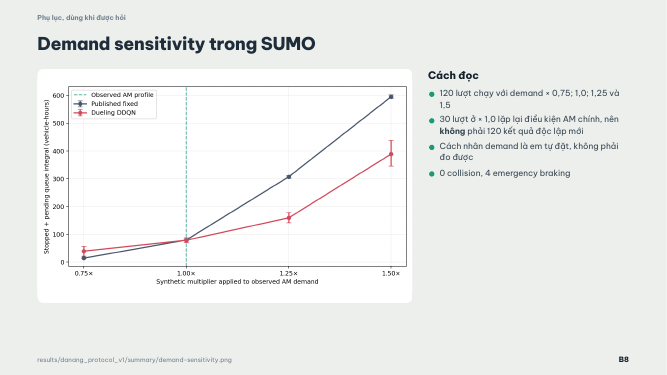 Phụ lục, dùng khi được hỏi
Demand sensitivity trong SUMO
Stopped + pending queue integral (vehicle-hours)
600
500
400
300
200
100
0
Observed AM profile
Published fixed
Dueling DDQN
0.75×
1.00×
1.25×
1.50×
Synthetic multiplier applied to observed AM demand
Cách đọc
120 lượt chạy với demand × 0,75; 1,0; 1,25 và
1,5
30 lượt ở × 1,0 lặp lại điều kiện AM chính, nên
không phải 120 kết quả độc lập mới
Cách nhân demand là em tự đặt, không phải
đo được
0 collision, 4 emergency braking
results/danang_protocol_v1/summary/demand-sensitivity.png
B8